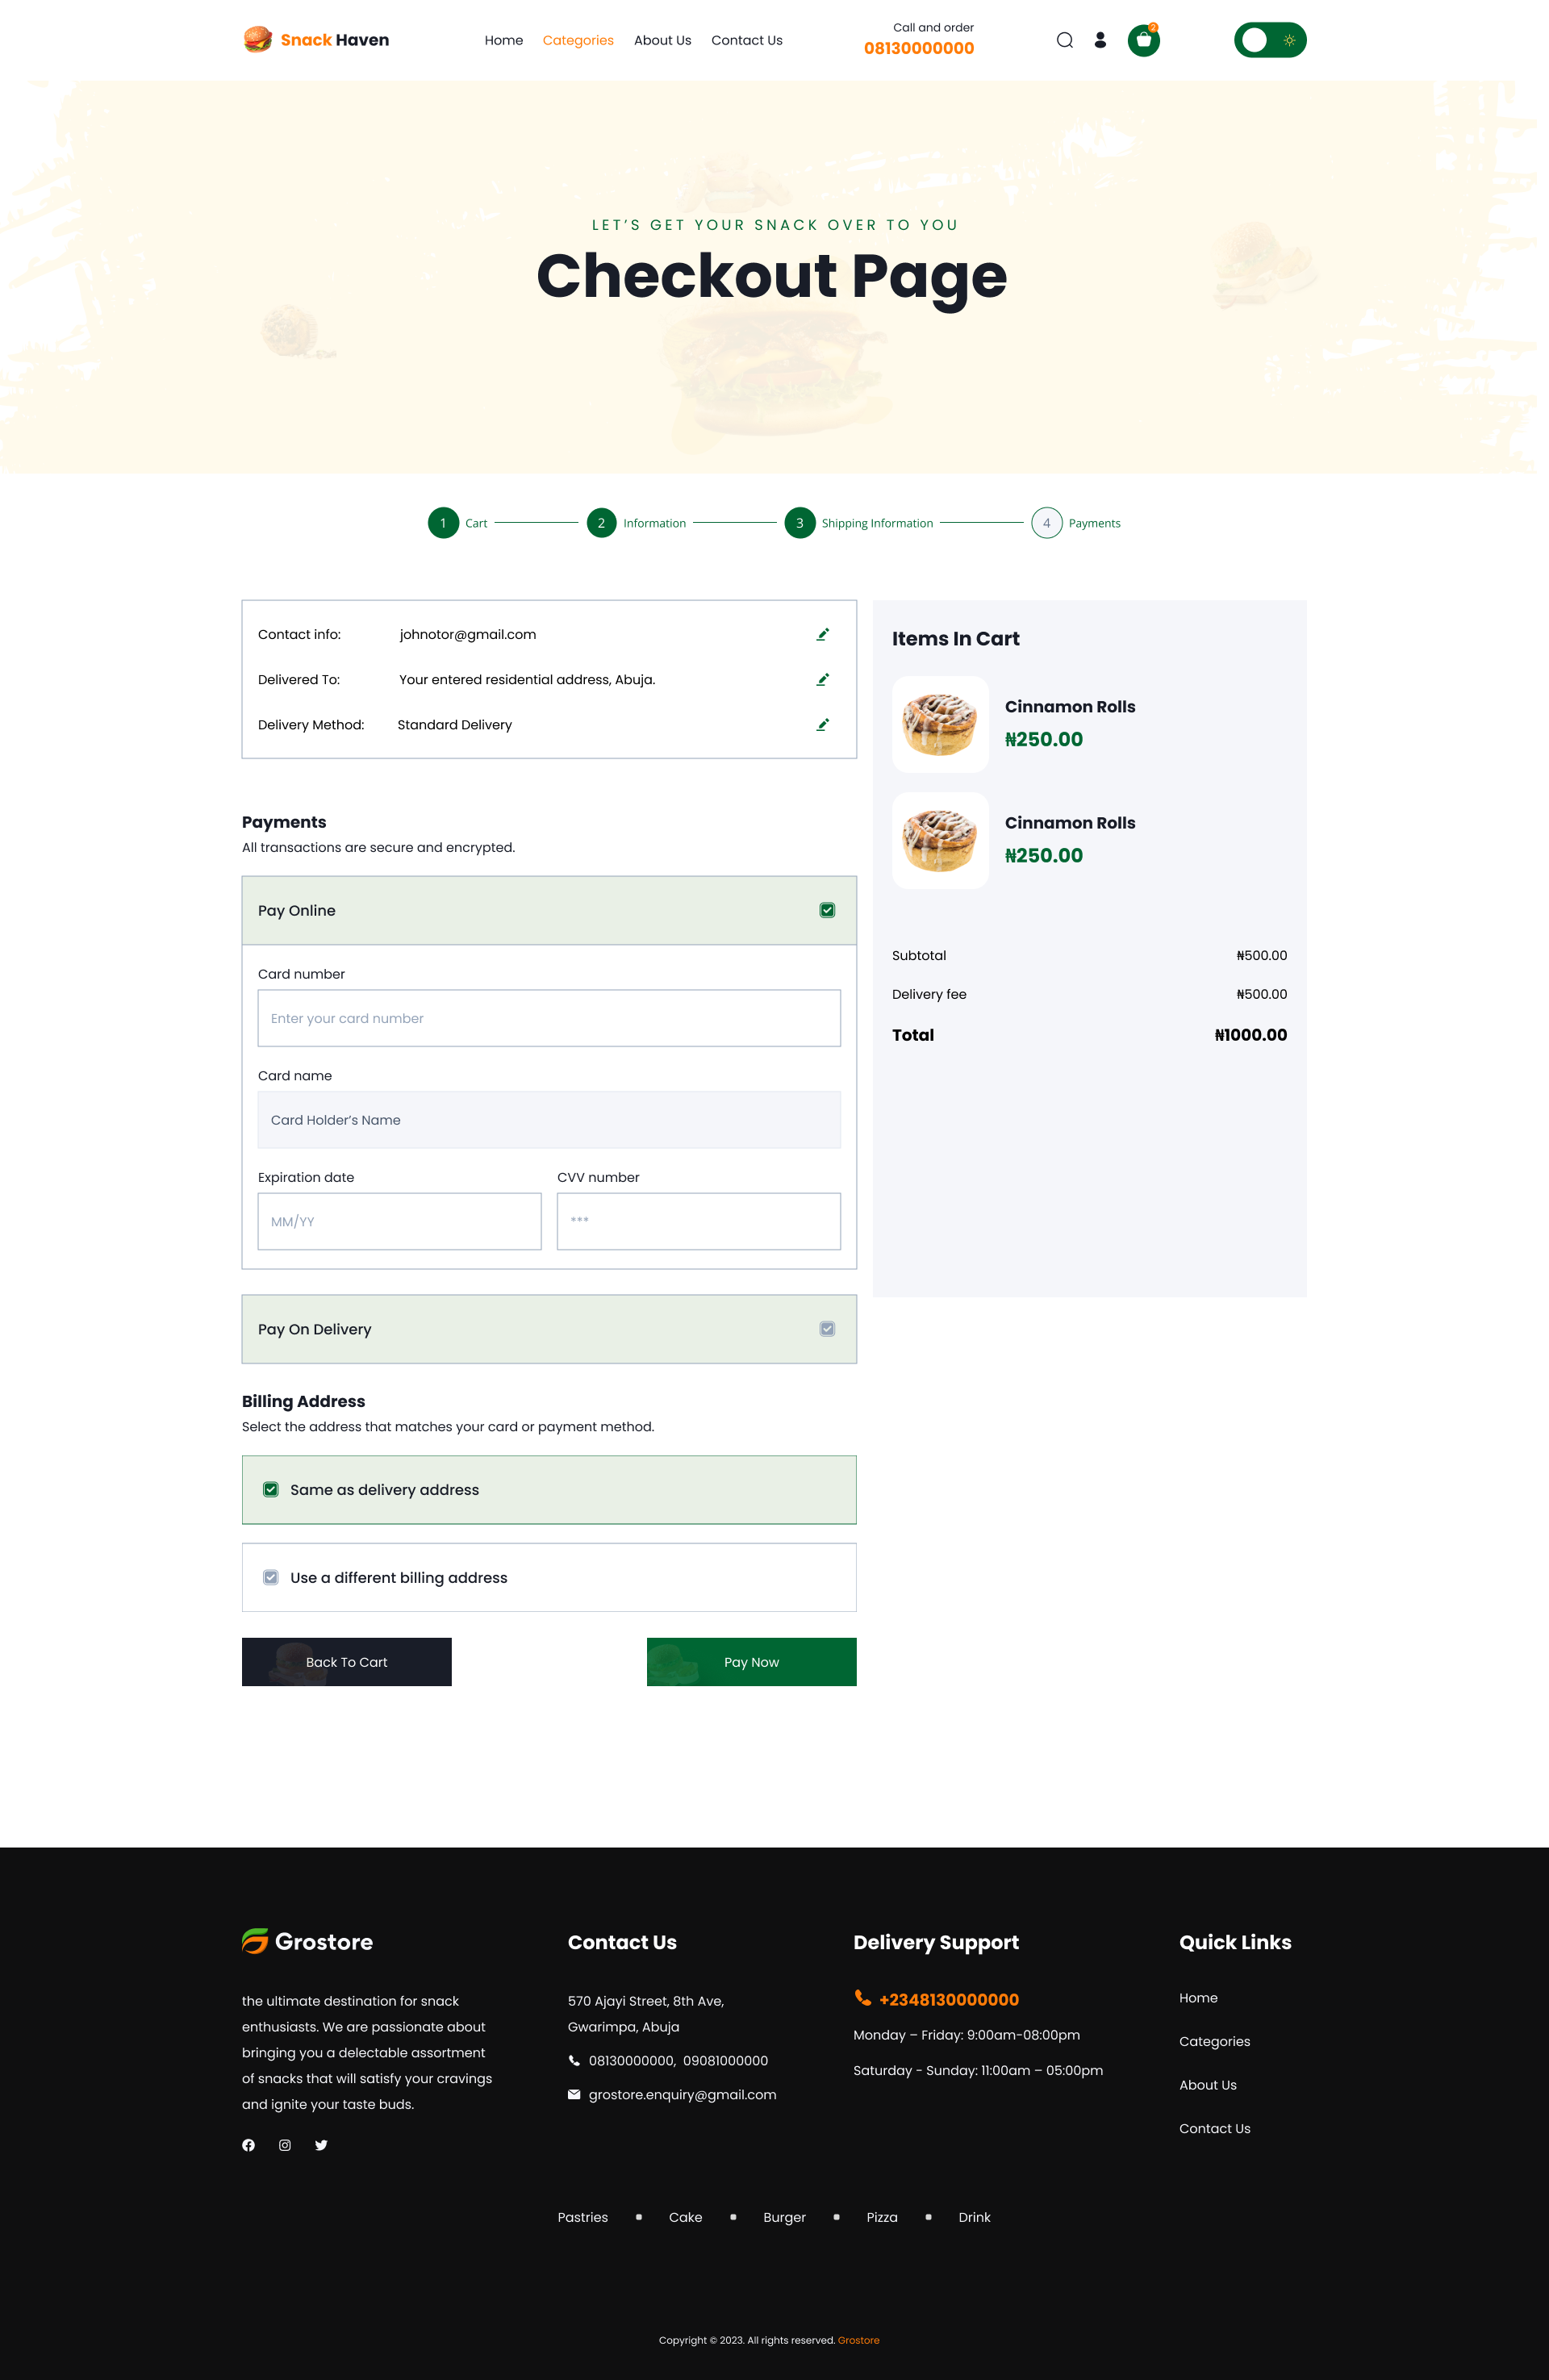 Snack Haven
Home Categories About Us Contact Us
Call and order
08130000000
2
LET’S GET YOUR SNACK OVER TO YOU
Checkout Page
1 Cart 2 Information 3 Shipping Information 4 Payments
Contact info: johnotor@gmail.com
Delivered To: Your entered residential address, Abuja.
Delivery Method: Standard Delivery
Payments
All transactions are secure and encrypted.
Pay Online
Card number
Enter your card number
Card name
Card Holder’s Name
Expiration date CVV number
MM/YY ***
Pay On Delivery
Billing Address
Select the address that matches your card or payment method.
Same as delivery address
Use a different billing address
Back To Cart Pay Now
Items In Cart
Cinnamon Rolls
₦250.00
Cinnamon Rolls
₦250.00
Subtotal ₦500.00
Delivery fee ₦500.00
Total ₦1000.00
Grostore
the ultimate destination for snack
enthusiasts. We are passionate about
bringing you a delectable assortment
of snacks that will satisfy your cravings
and ignite your taste buds.
Contact Us
570 Ajayi Street, 8th Ave,
Gwarimpa, Abuja
08130000000, 09081000000
grostore.enquiry@gmail.com
Delivery Support
+2348130000000
Monday – Friday: 9:00am-08:00pm
Saturday - Sunday: 11:00am – 05:00pm
Quick Links
Home
Categories
About Us
Contact Us
Pastries Cake Burger Pizza Drink
Copyright © 2023. All rights reserved. Grostore